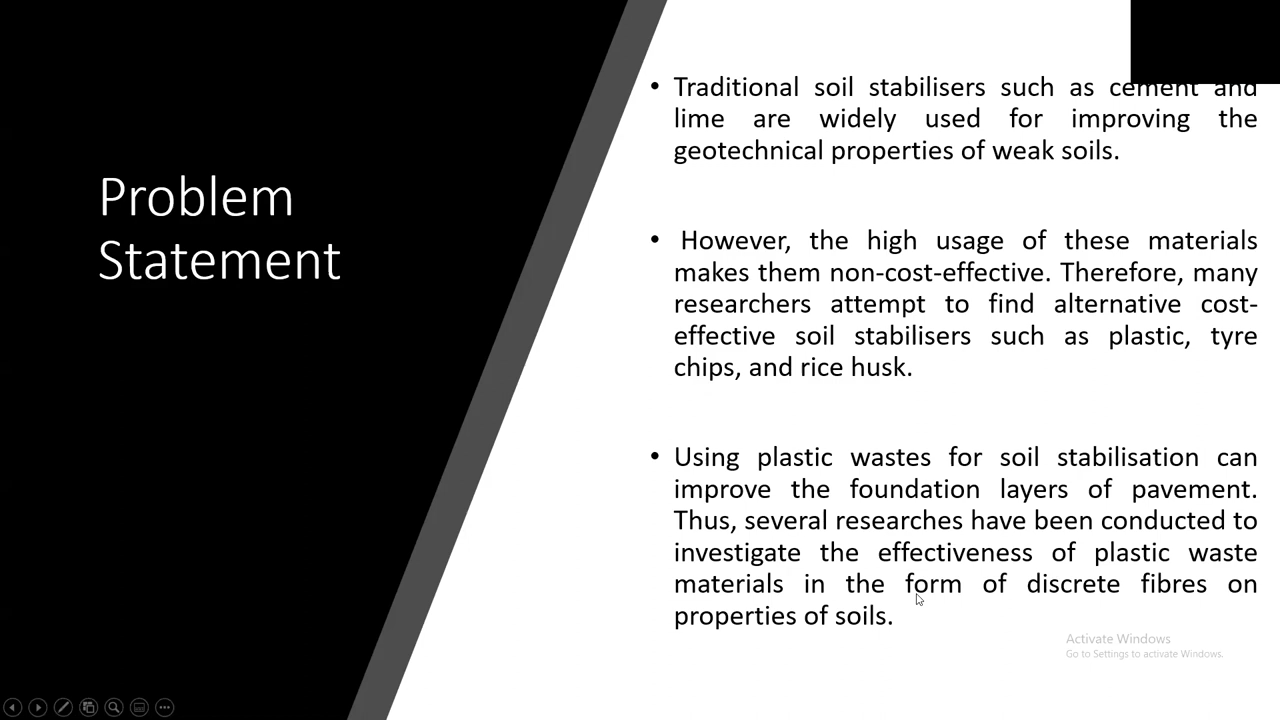 Problem
Statement
• Traditional soil stabilisers such as cement and
lime are widely used for improving the
geotechnical properties of weak soils.
• However, the high usage of these materials
makes them non-cost-effective. Therefore, many
researchers attempt to find alternative cost-
effective soil stabilisers such as plastic, tyre
chips, and rice husk.
• Using plastic wastes for soil stabilisation can
improve the foundation layers of pavement.
Thus, several researches have been conducted to
investigate the effectiveness of plastic waste
materials in the form of discrete fibres on
properties of soils.
Activate Windows
Go to Settings to activate Windows.